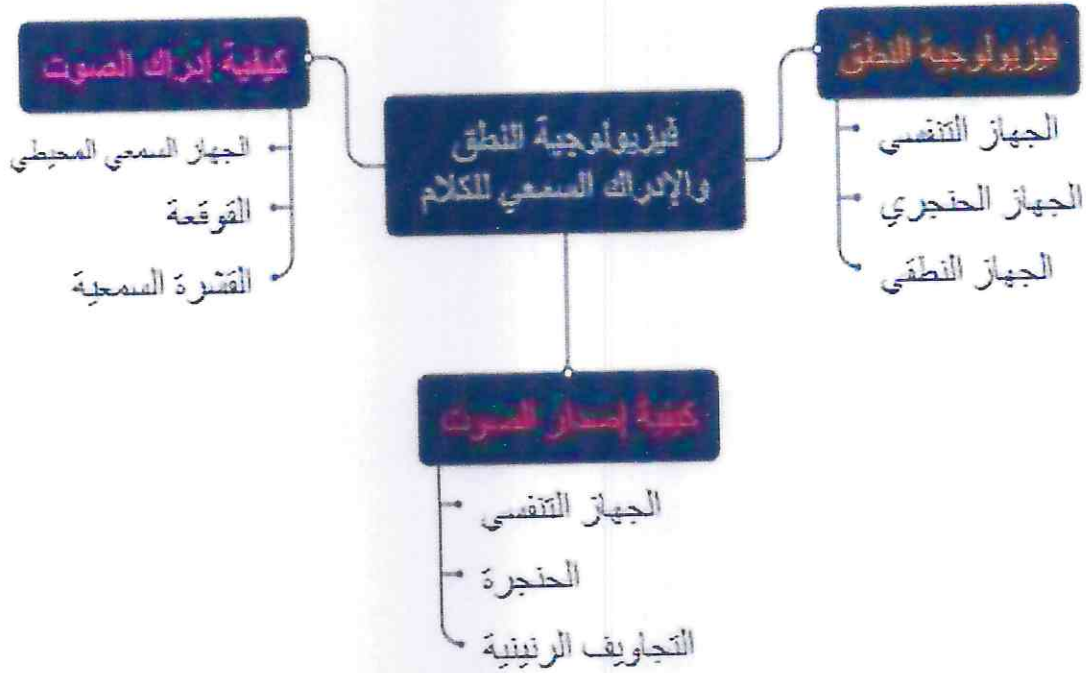 فيزيولوجية النطق
والإدراك السمعي للكلام
فيزيولوجية النطق
الجهاز التنفسي
الجهاز الحنجري
الجهاز النطقي
كيفية إدراك الصوت
الجهاز السمعي المحيطي
القوقعة
القشرة السمعية
كيفية إصدار الصوت
الجهاز التنفسي
الحنجرة
التجاويف الرنينية